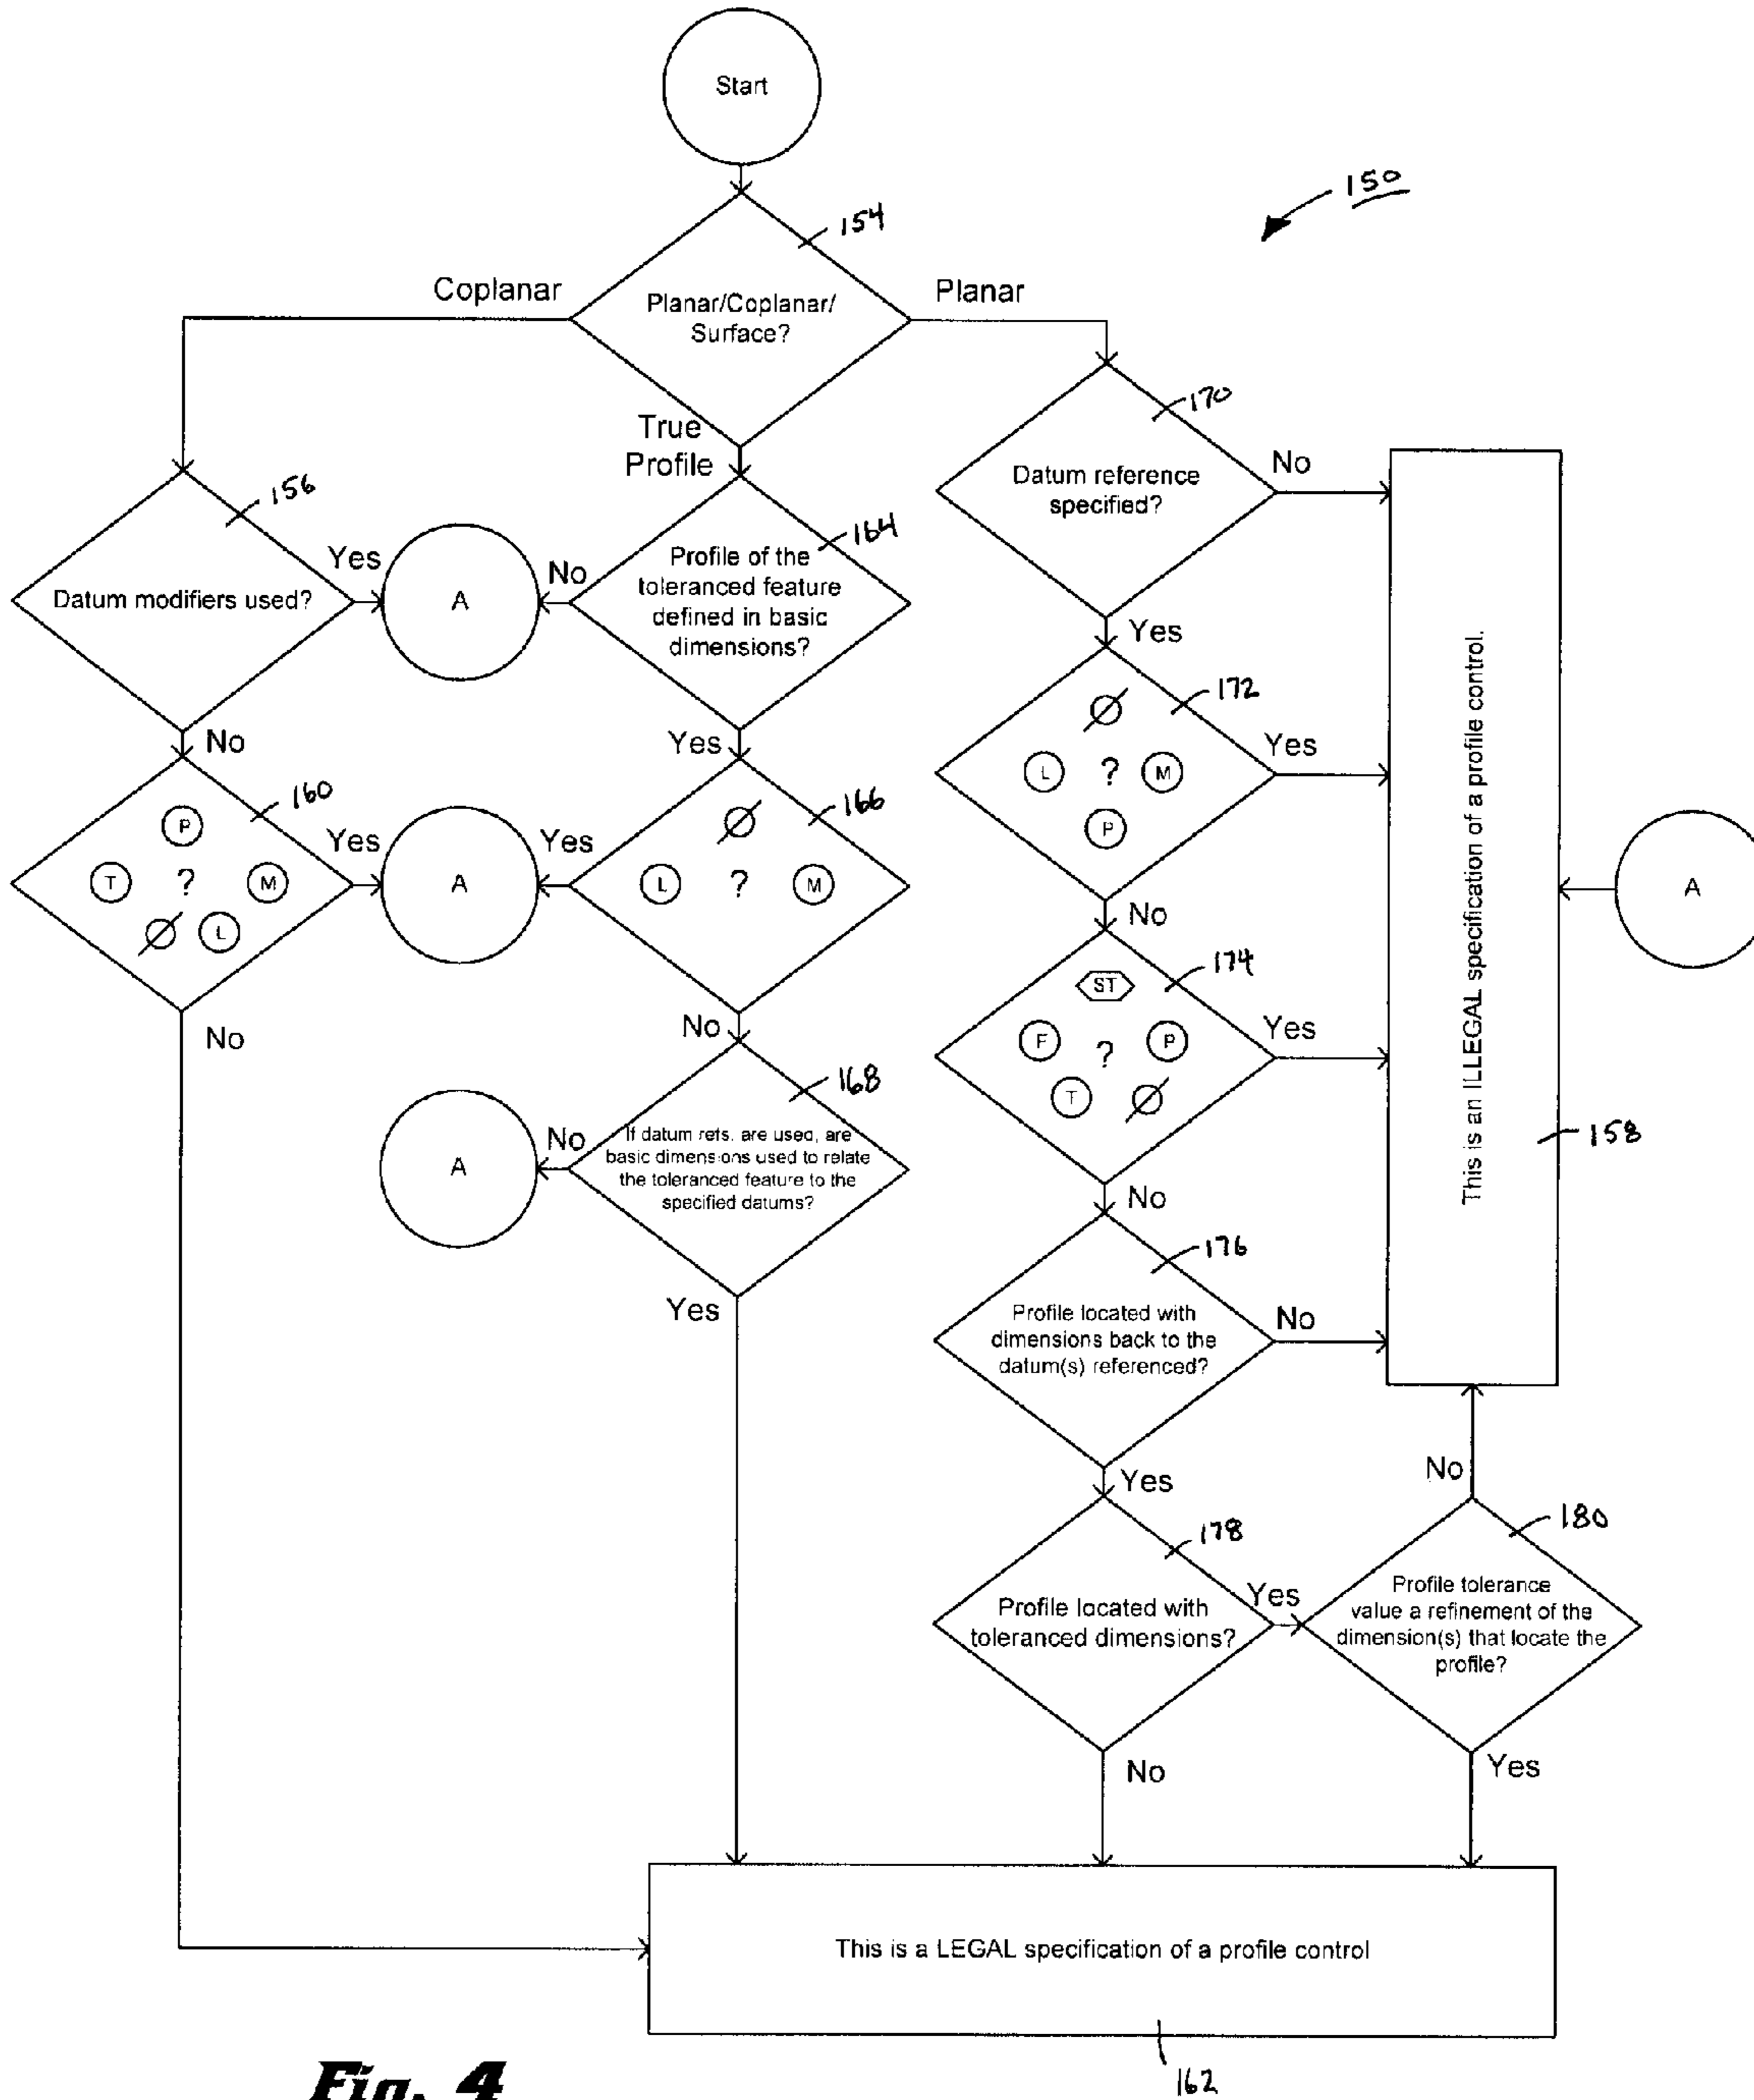 Start
150
154
Coplanar
Planar/Coplanar/
Surface?
Planar
True
Profile
170
Datum reference
specified?
No
Yes
156
Datum modifiers used?
Yes
No
A
164
Profile of the
toleranced feature
defined in basic
dimensions?
No
Yes
172
Ø
L ? M
P
Yes
No
160
P
T ? M
Ø L
Yes
No
A
166
Ø
L ? M
Yes
No
174
ST
F ? P
T Ø
Yes
No
This is an ILLEGAL specification of a profile control.
158
A
168
If datum refs. are used, are
basic dimensions used to relate
the toleranced feature to the
specified datums?
No
A
Yes
176
Profile located with
dimensions back to the
datum(s) referenced?
No
Yes
178
Profile located with
toleranced dimensions?
Yes
No
180
Profile tolerance
value a refinement of the
dimension(s) that locate the
profile?
No
Yes
This is a LEGAL specification of a profile control
162
Fig. 4